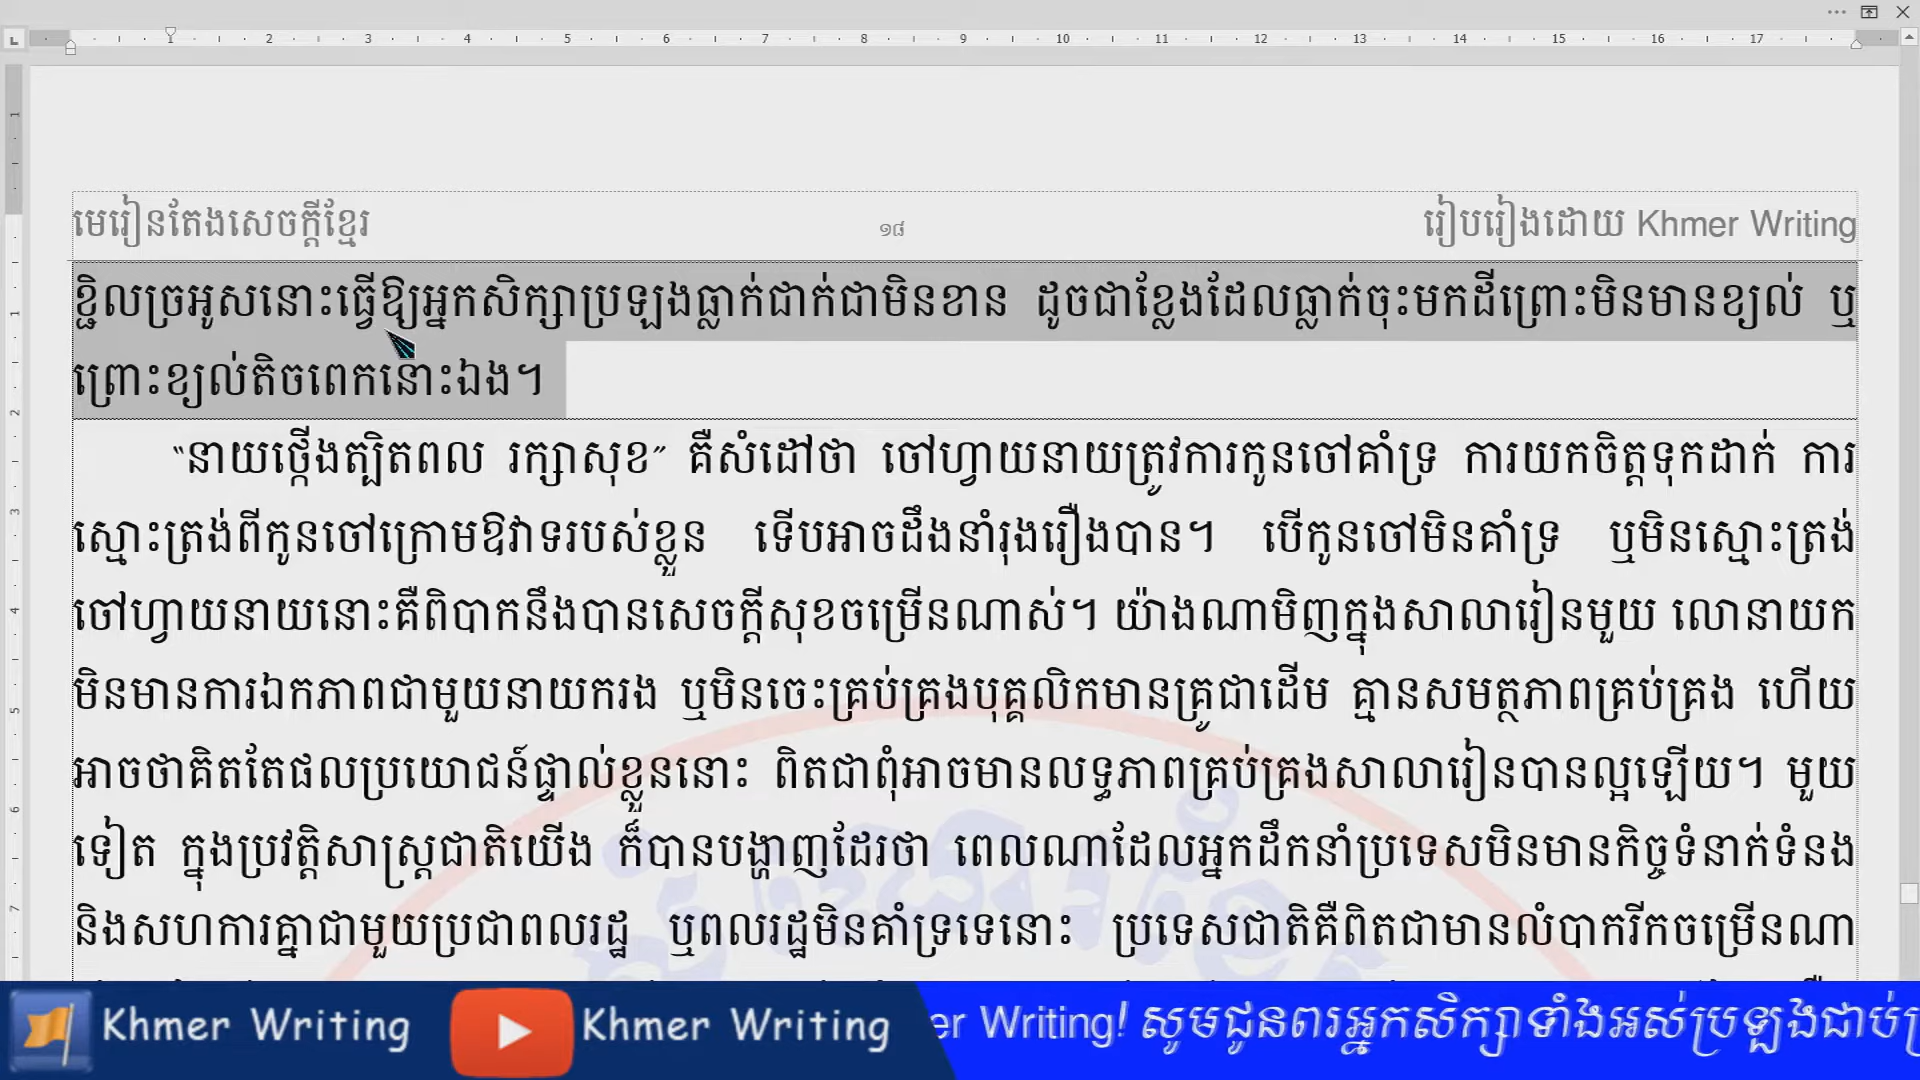 1 2 3 4 5 6 7 8 9 10 11 12 13 14 15 16 17
មេរៀនតែងសេចក្តីខ្មែរ ១៨ រៀបរៀងដោយ Khmer Writing
ខ្ជិលច្រអូសនោះធ្វើឱ្យអ្នកសិក្សាប្រឡងធ្លាក់ជាក់ជាមិនខាន ដូចជាខ្លែងដែលធ្លាក់ចុះមកដីព្រោះមិនមានខ្យល់ ឬ
ព្រោះខ្យល់តិចពេកនោះឯង។
“នាយថ្កើងត្បិតពល រក្សាសុខ” គឺសំដៅថា ចៅហ្វាយនាយត្រូវការកូនចៅគាំទ្រ ការយកចិត្តទុកដាក់ ការ
ស្មោះត្រង់ពីកូនចៅក្រោមឱវាទរបស់ខ្លួន ទើបអាចដឹងនាំរុងរឿងបាន។ បើកូនចៅមិនគាំទ្រ ឬមិនស្មោះត្រង់
ចៅហ្វាយនាយនោះគឺពិបាកនឹងបានសេចក្តីសុខចម្រើនណាស់។ យ៉ាងណាមិញក្នុងសាលារៀនមួយ លោនាយក
មិនមានការឯកភាពជាមួយនាយករង ឬមិនចេះគ្រប់គ្រងបុគ្គលិកមានគ្រូជាដើម គ្មានសមត្ថភាពគ្រប់គ្រង ហើយ
អាចថាគិតតែផលប្រយោជន៍ផ្ទាល់ខ្លួននោះ ពិតជាពុំអាចមានលទ្ធភាពគ្រប់គ្រងសាលារៀនបានល្អឡើយ។ មួយ
ទៀត ក្នុងប្រវត្តិសាស្ត្រជាតិយើង ក៏បានបង្ហាញដែរថា ពេលណាដែលអ្នកដឹកនាំប្រទេសមិនមានកិច្ចទំនាក់ទំនង
និងសហការគ្នាជាមួយប្រជាពលរដ្ឋ ឬពលរដ្ឋមិនគាំទ្រទេនោះ ប្រទេសជាតិគឺពិតជាមានលំបាករីកចម្រើនណា
Khmer Writing Khmer Writing er Writing! សូមជូនពរអ្នកសិក្សាទាំងអស់ប្រឡងជាប់